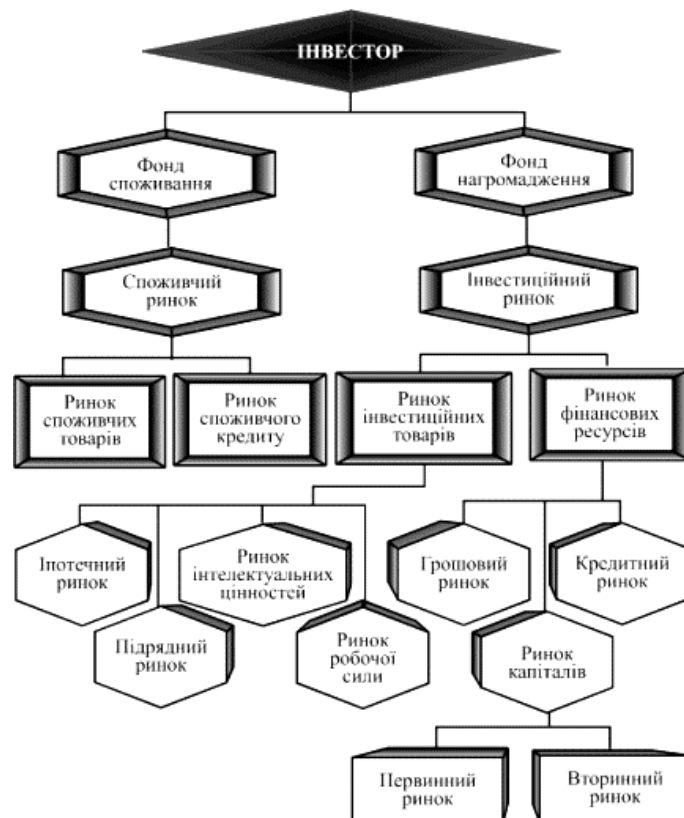 ІНВЕСТОР
Фонд
споживання
Фонд
нагромадження
Споживчий
ринок
Інвестиційний
ринок
Ринок
споживчих
товарів
Ринок
споживчого
кредиту
Ринок
інвестиційних
товарів
Ринок
фінансових
ресурсів
Іпотечний
ринок
Ринок
інтелектуальних
цінностей
Грошовий
ринок
Кредитний
ринок
Підрядний
ринок
Ринок
робочої
сили
Ринок
капіталів
Первинний
ринок
Вторинний
ринок